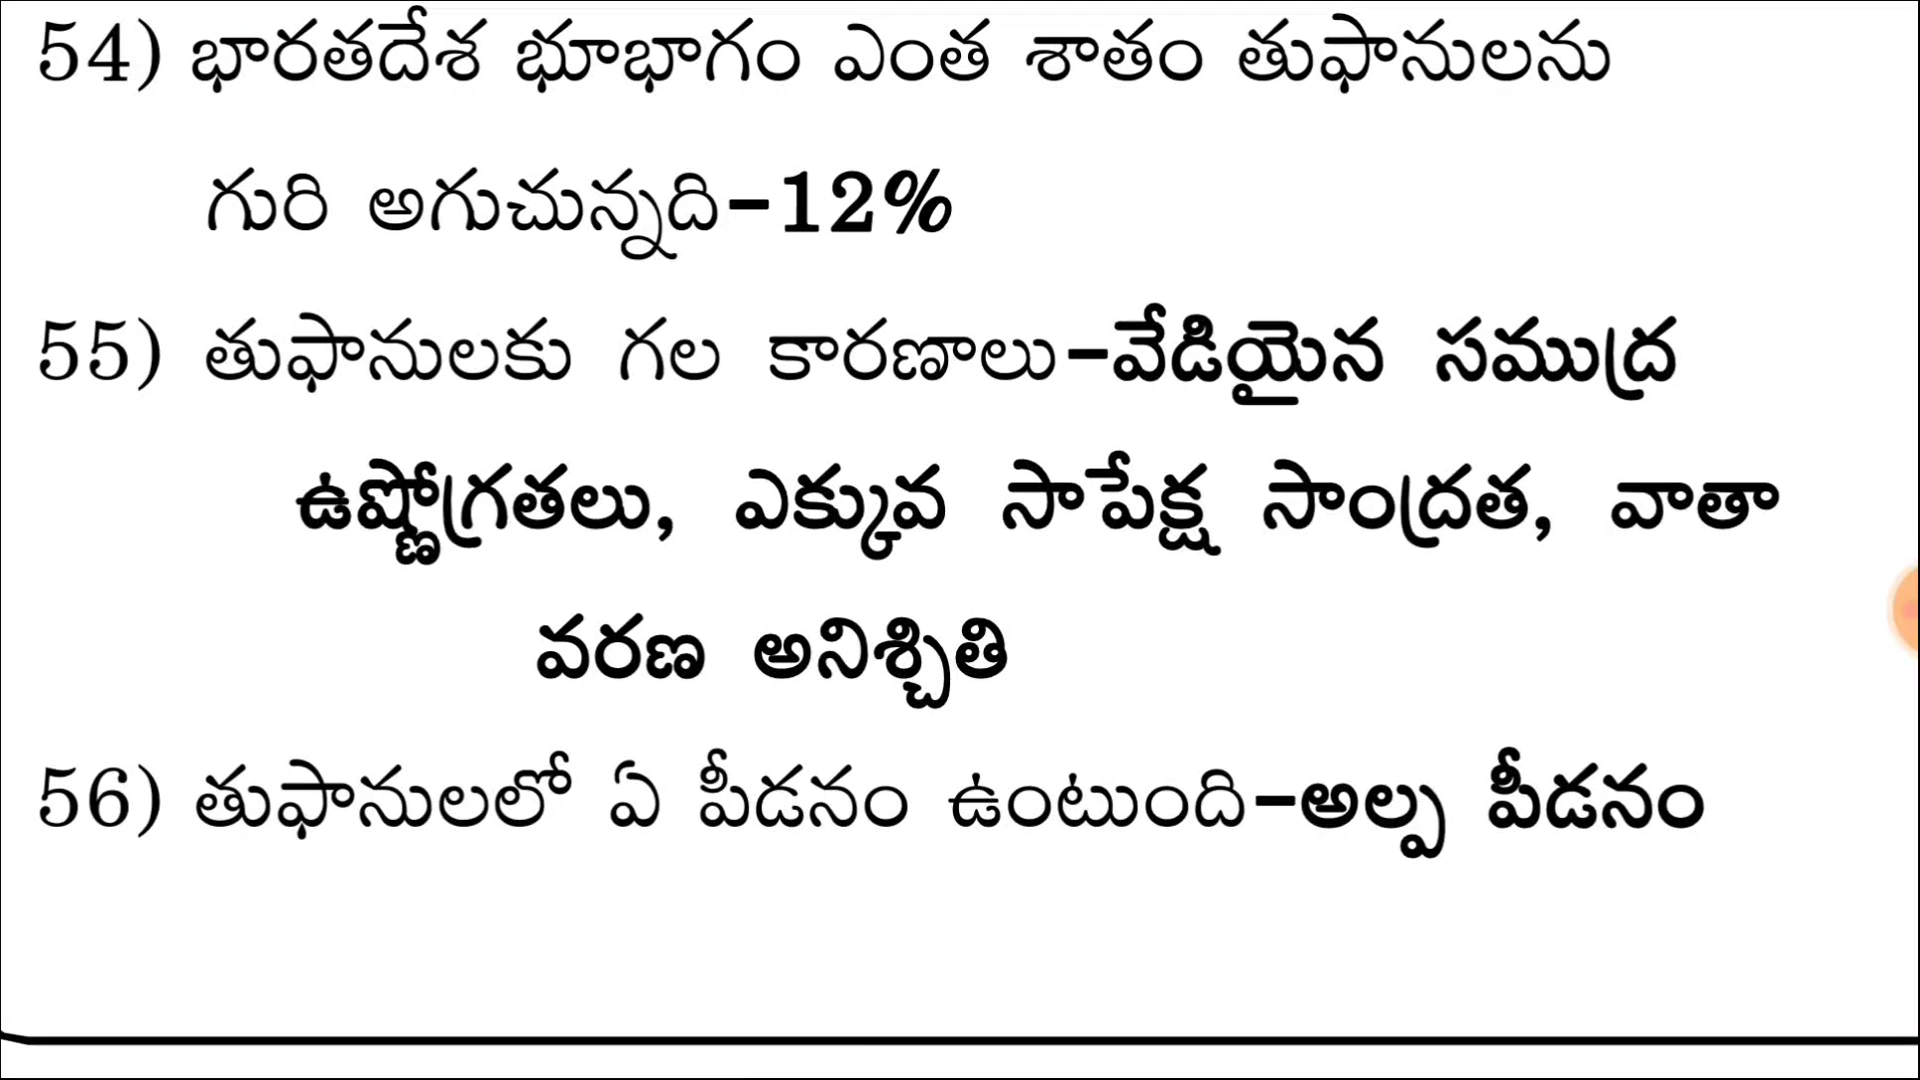 54) భారతదేశ భూభాగం ఎంత శాతం తుఫానులను
గురి అగుచున్నది-12%
55) తుఫానులకు గల కారణాలు-వేడియైన సముద్ర
ఉష్ణోగ్రతలు, ఎక్కువ సాపేక్ష సాంద్రత, వాతా
వరణ అనిశ్చితి
56) తుఫానులలో ఏ పీడనం ఉంటుంది-అల్ప పీడనం